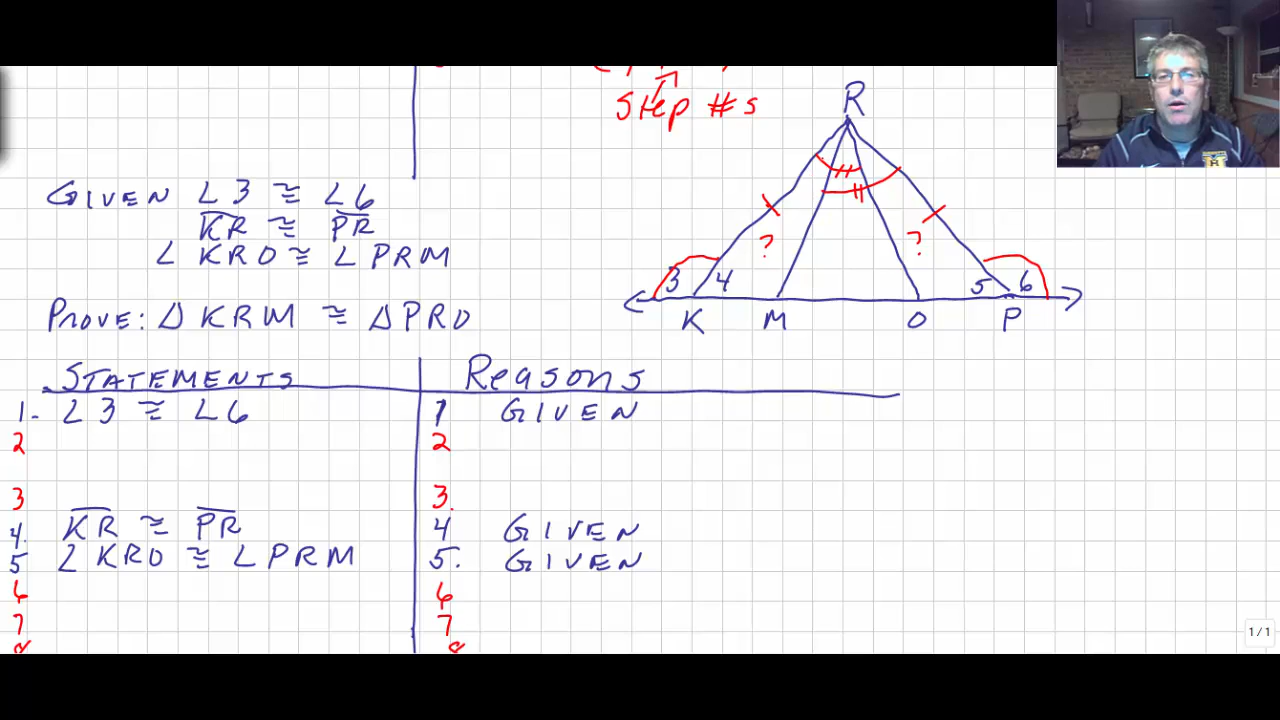 Step #s
R
GIVEN ∠3 ≅ ∠6
KR ≅ PR
∠KRO ≅ ∠PRM
? ?
3 4 5 6
K M O P
PROVE: △KRM ≅ △PRO
STATEMENTS Reasons
1. ∠3 ≅ ∠6 1 GIVEN
2 2
3 3.
4. KR ≅ PR 4 GIVEN
5 ∠KRO ≅ ∠PRM 5. GIVEN
6 6
7 7
1/1